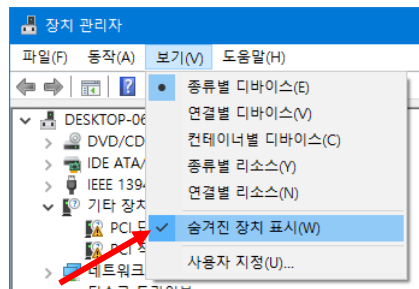 장치 관리자
파일(F) 동작(A) 보기(V) 도움말(H)
종류별 디바이스(E)
연결별 디바이스(V)
컨테이너별 디바이스(C)
종류별 리소스(Y)
연결별 리소스(N)
숨겨진 장치 표시(W)
사용자 지정(U)...
DESKTOP-06
DVD/CD
IDE ATA/
IEEE 139
기타 장치
PCI
PCI
네트워크